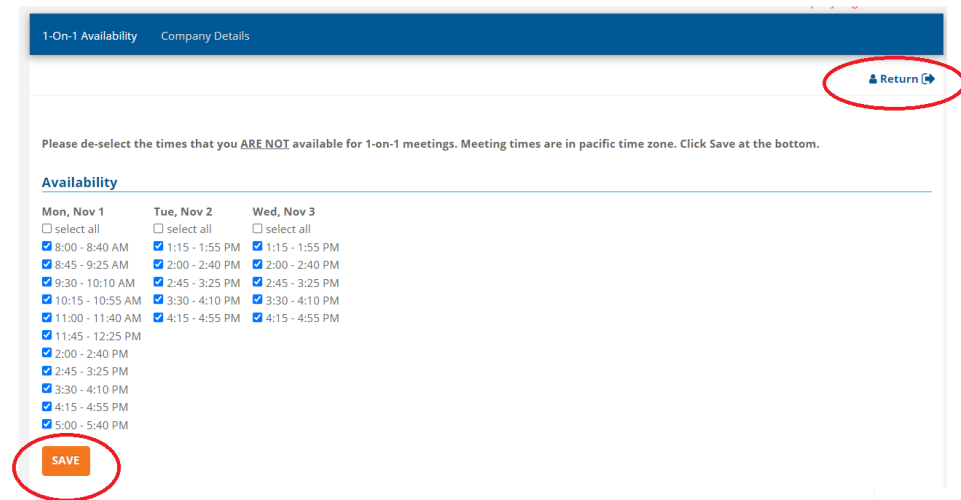 1-On-1 Availability Company Details
Return
Please de-select the times that you ARE NOT available for 1-on-1 meetings. Meeting times are in pacific time zone. Click Save at the bottom.
Availability
Mon, Nov 1 Tue, Nov 2 Wed, Nov 3
select all select all select all
8:00 - 8:40 AM 1:15 - 1:55 PM 1:15 - 1:55 PM
8:45 - 9:25 AM 2:00 - 2:40 PM 2:00 - 2:40 PM
9:30 - 10:10 AM 2:45 - 3:25 PM 2:45 - 3:25 PM
10:15 - 10:55 AM 3:30 - 4:10 PM 3:30 - 4:10 PM
11:00 - 11:40 AM 4:15 - 4:55 PM 4:15 - 4:55 PM
11:45 - 12:25 PM
2:00 - 2:40 PM
2:45 - 3:25 PM
3:30 - 4:10 PM
4:15 - 4:55 PM
5:00 - 5:40 PM
SAVE